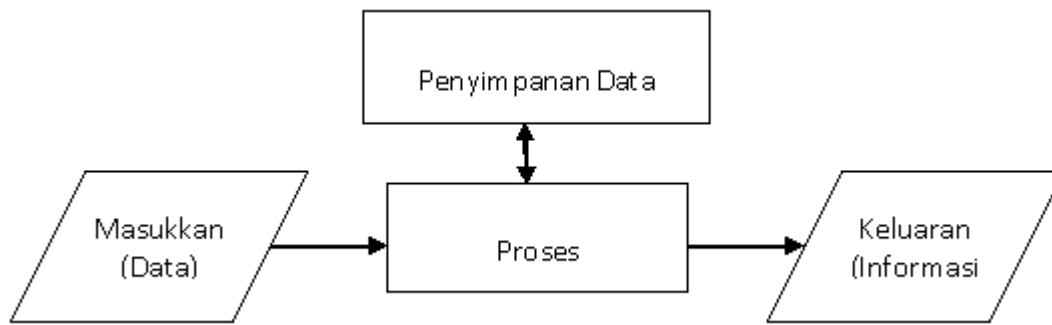 Penyimpanan Data
Masukkan
(Data)
Proses
Keluaran
(Informasi